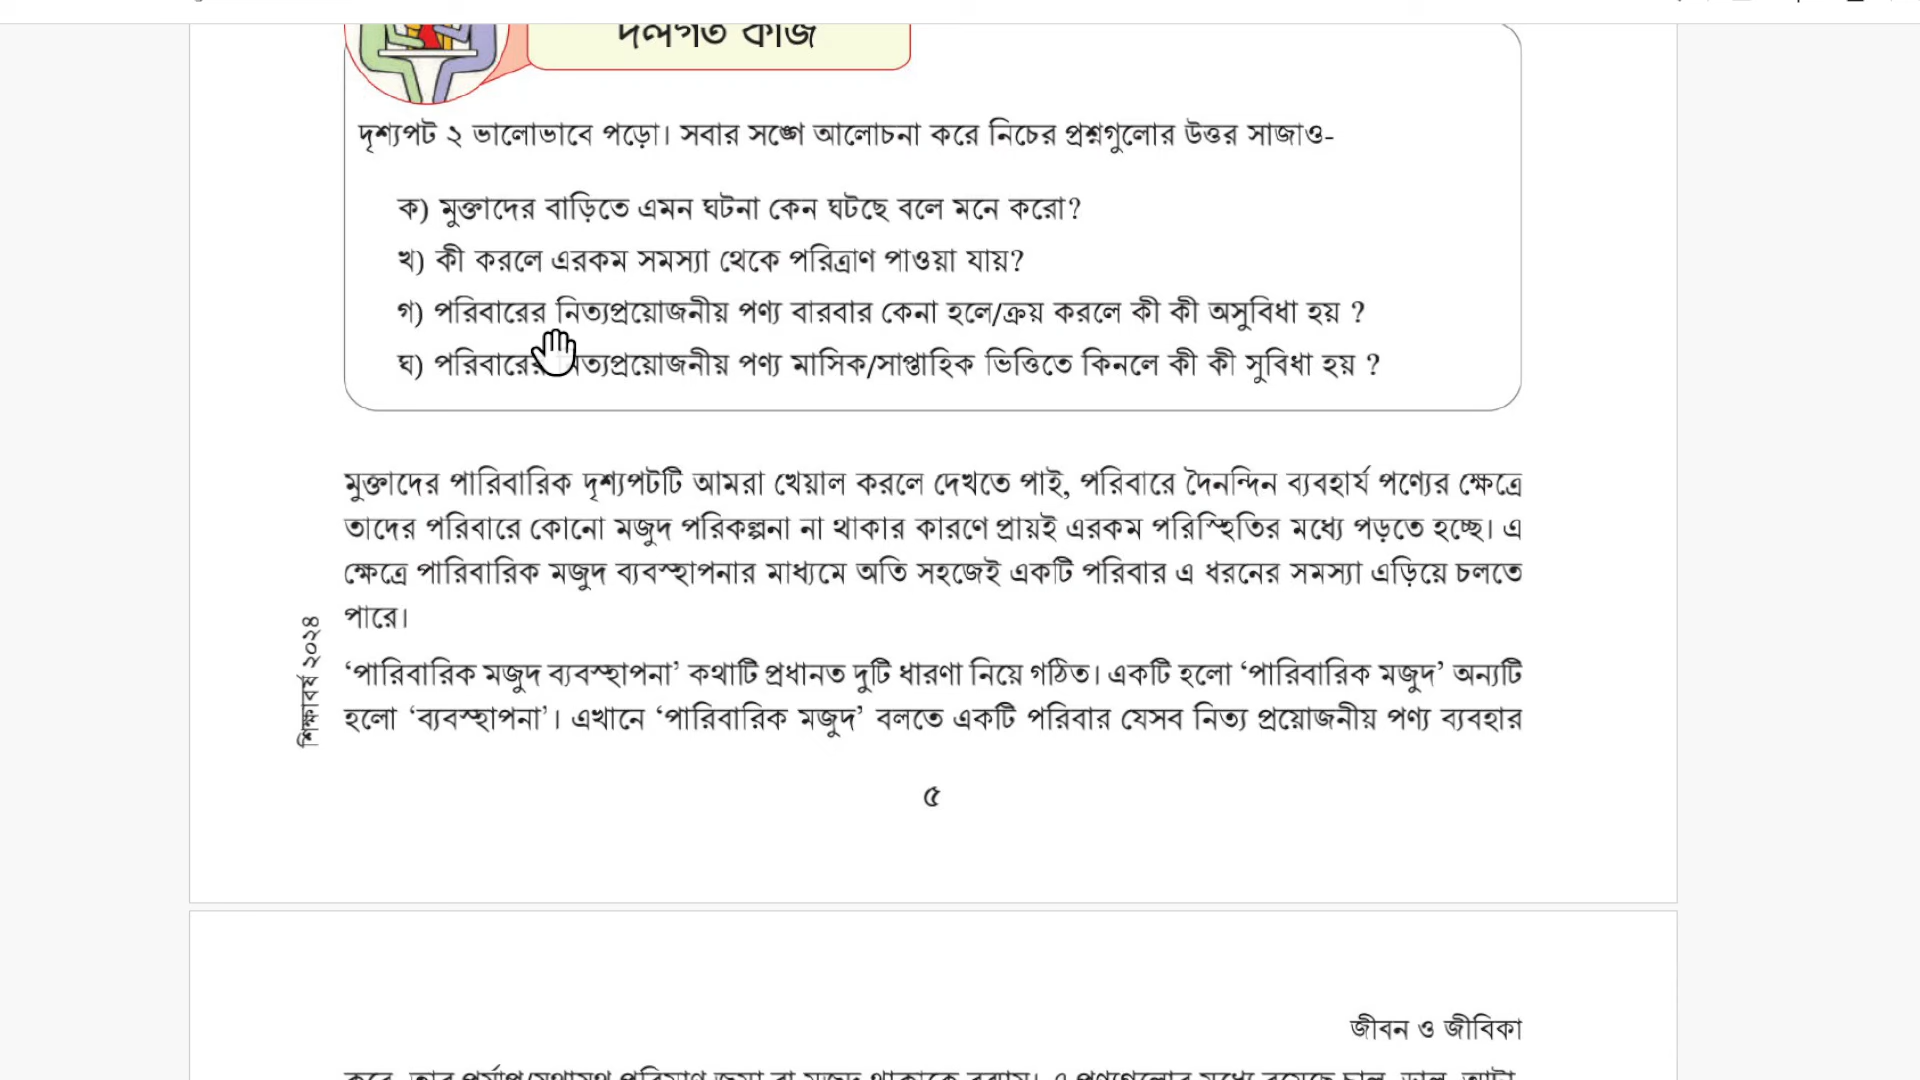 দলগত কাজ
দৃশ্যপট ২ ভালোভাবে পড়ো। সবার সঙ্গে আলোচনা করে নিচের প্রশ্নগুলোর উত্তর সাজাও-
ক) মুক্তাদের বাড়িতে এমন ঘটনা কেন ঘটছে বলে মনে করো?
খ) কী করলে এরকম সমস্যা থেকে পরিত্রাণ পাওয়া যায়?
গ) পরিবারের নিত্যপ্রয়োজনীয় পণ্য বারবার কেনা হলে/ক্রয় করলে কী কী অসুবিধা হয় ?
ঘ) পরিবারের নিত্যপ্রয়োজনীয় পণ্য মাসিক/সাপ্তাহিক ভিত্তিতে কিনলে কী কী সুবিধা হয় ?
মুক্তাদের পারিবারিক দৃশ্যপটটি আমরা খেয়াল করলে দেখতে পাই, পরিবারে দৈনন্দিন ব্যবহার্য পণ্যের ক্ষেত্রে
তাদের পরিবারে কোনো মজুদ পরিকল্পনা না থাকার কারণে প্রায়ই এরকম পরিস্থিতির মধ্যে পড়তে হচ্ছে। এ
ক্ষেত্রে পারিবারিক মজুদ ব্যবস্থাপনার মাধ্যমে অতি সহজেই একটি পরিবার এ ধরনের সমস্যা এড়িয়ে চলতে
পারে।
‘পারিবারিক মজুদ ব্যবস্থাপনা’ কথাটি প্রধানত দুটি ধারণা নিয়ে গঠিত। একটি হলো ‘পারিবারিক মজুদ’ অন্যটি
হলো ‘ব্যবস্থাপনা’। এখানে ‘পারিবারিক মজুদ’ বলতে একটি পরিবার যেসব নিত্য প্রয়োজনীয় পণ্য ব্যবহার
শিক্ষাবর্ষ ২০২৪
৫
জীবন ও জীবিকা